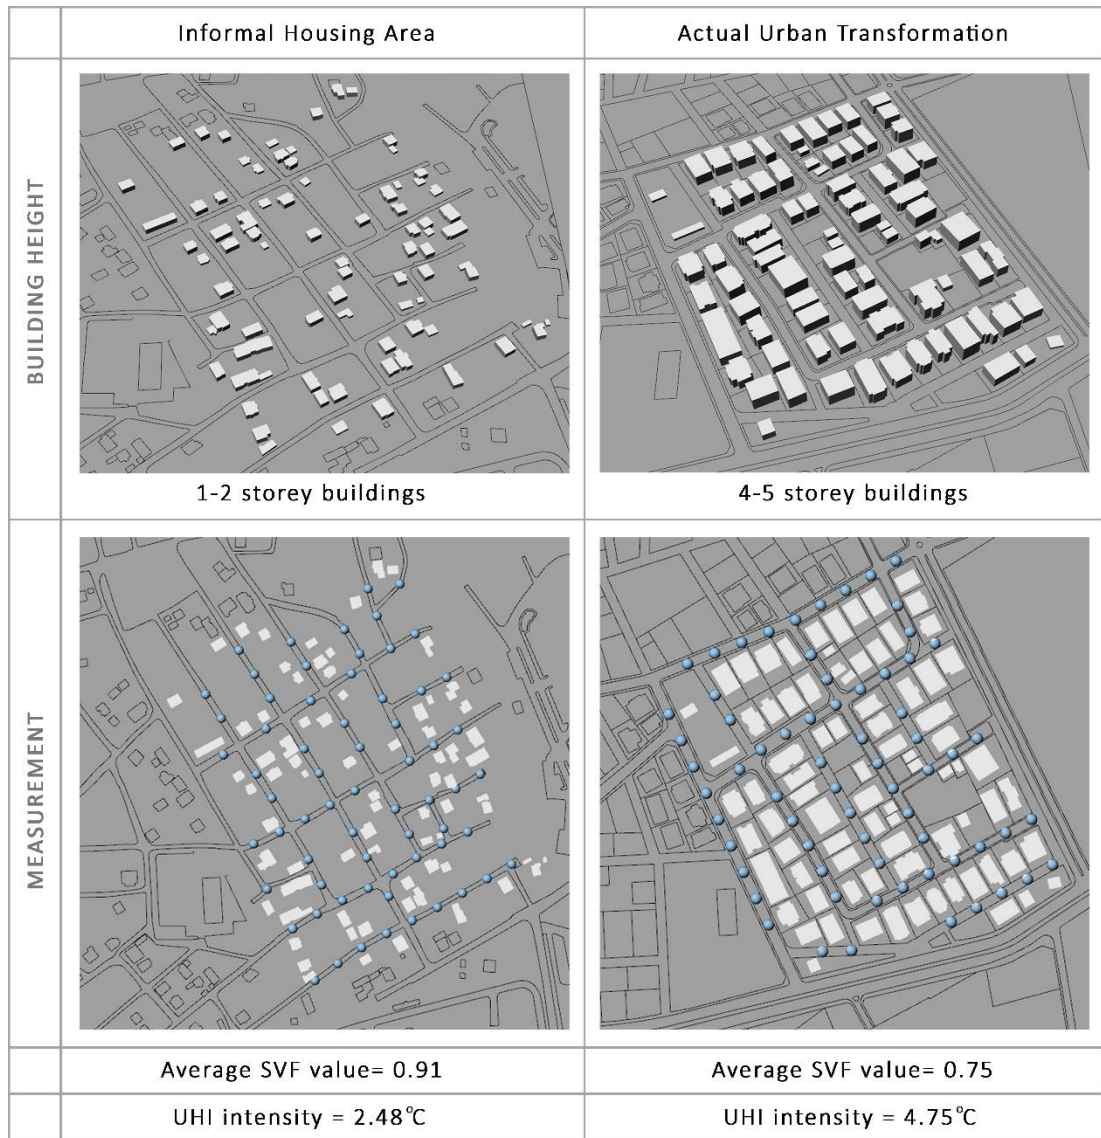 Informal Housing Area
Actual Urban Transformation
BUILDING HEIGHT
1-2 storey buildings
4-5 storey buildings
MEASUREMENT
Average SVF value= 0.91
Average SVF value= 0.75
UHI intensity = 2.48°C
UHI intensity = 4.75°C